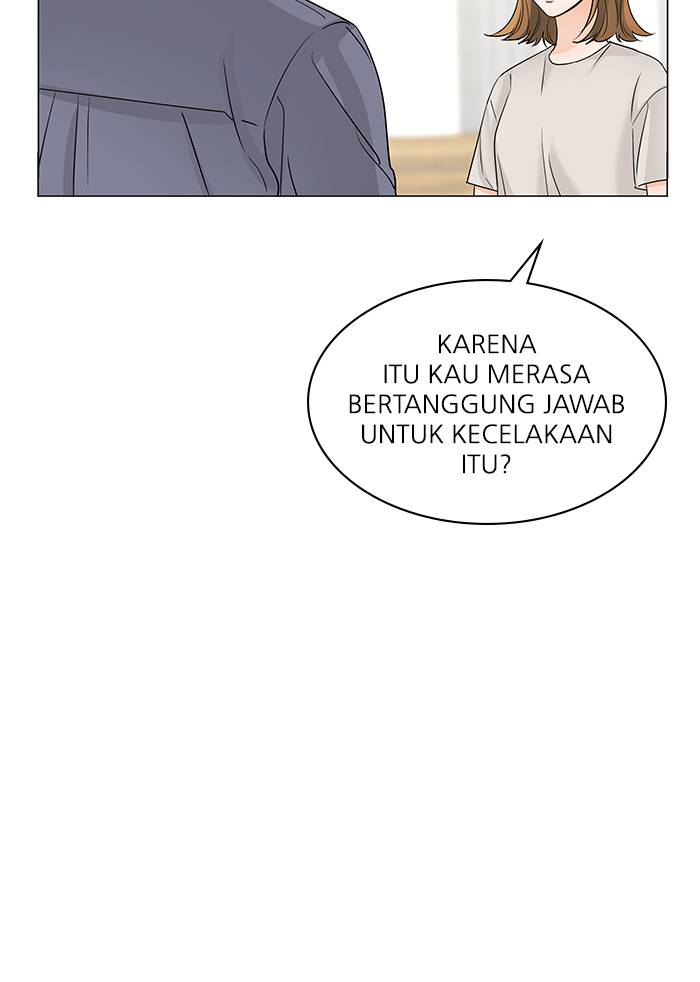 KARENA
ITU KAU MERASA
BERTANGGUNG JAWAB
UNTUK KECELAKAAN
ITU?